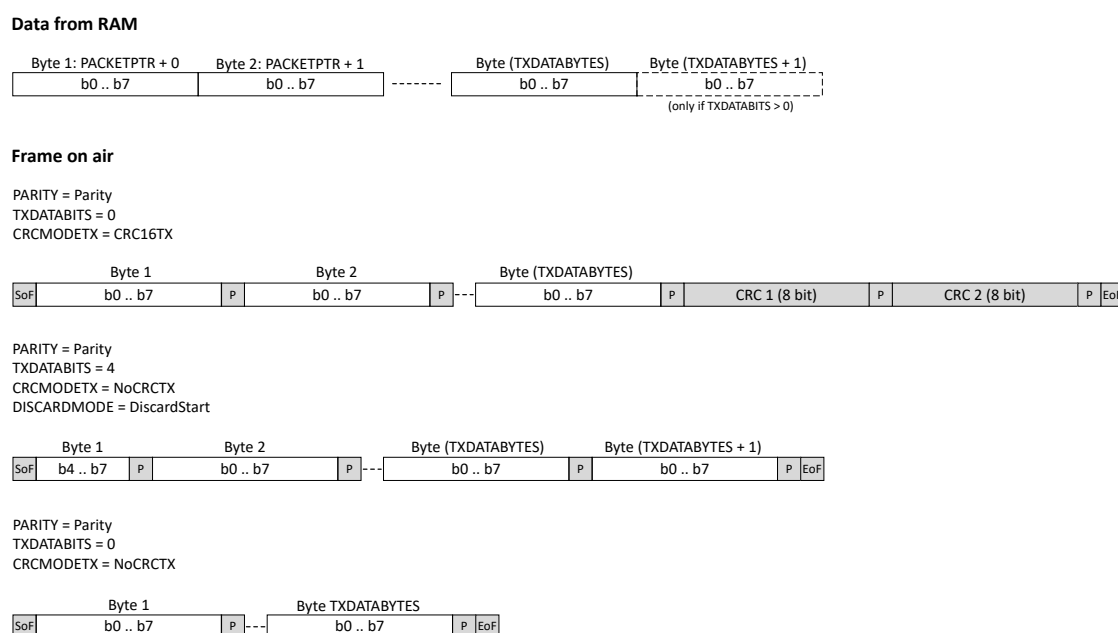 Data from RAM
Byte 1: PACKETPTR + 0 Byte 2: PACKETPTR + 1 Byte (TXDATABYTES) Byte (TXDATABYTES + 1)
b0 .. b7 b0 .. b7 b0 .. b7 b0 .. b7
(only if TXDATABITS > 0)
Frame on air
PARITY = Parity
TXDATABITS = 0
CRCMODETX = CRC16TX
Byte 1 Byte 2 Byte (TXDATABYTES)
SoF b0 .. b7 P b0 .. b7 P b0 .. b7 P CRC 1 (8 bit) P CRC 2 (8 bit) P
PARITY = Parity
TXDATABITS = 4
CRCMODETX = NoCRCTX
DISCARDMODE = DiscardStart
Byte 1 Byte 2 Byte (TXDATABYTES) Byte (TXDATABYTES + 1)
SoF b4 .. b7 P b0 .. b7 P b0 .. b7 P b0 .. b7 P EoF
PARITY = Parity
TXDATABITS = 0
CRCMODETX = NoCRCTX
Byte 1 Byte TXDATABYTES
SoF b0 .. b7 P b0 .. b7 P EoF